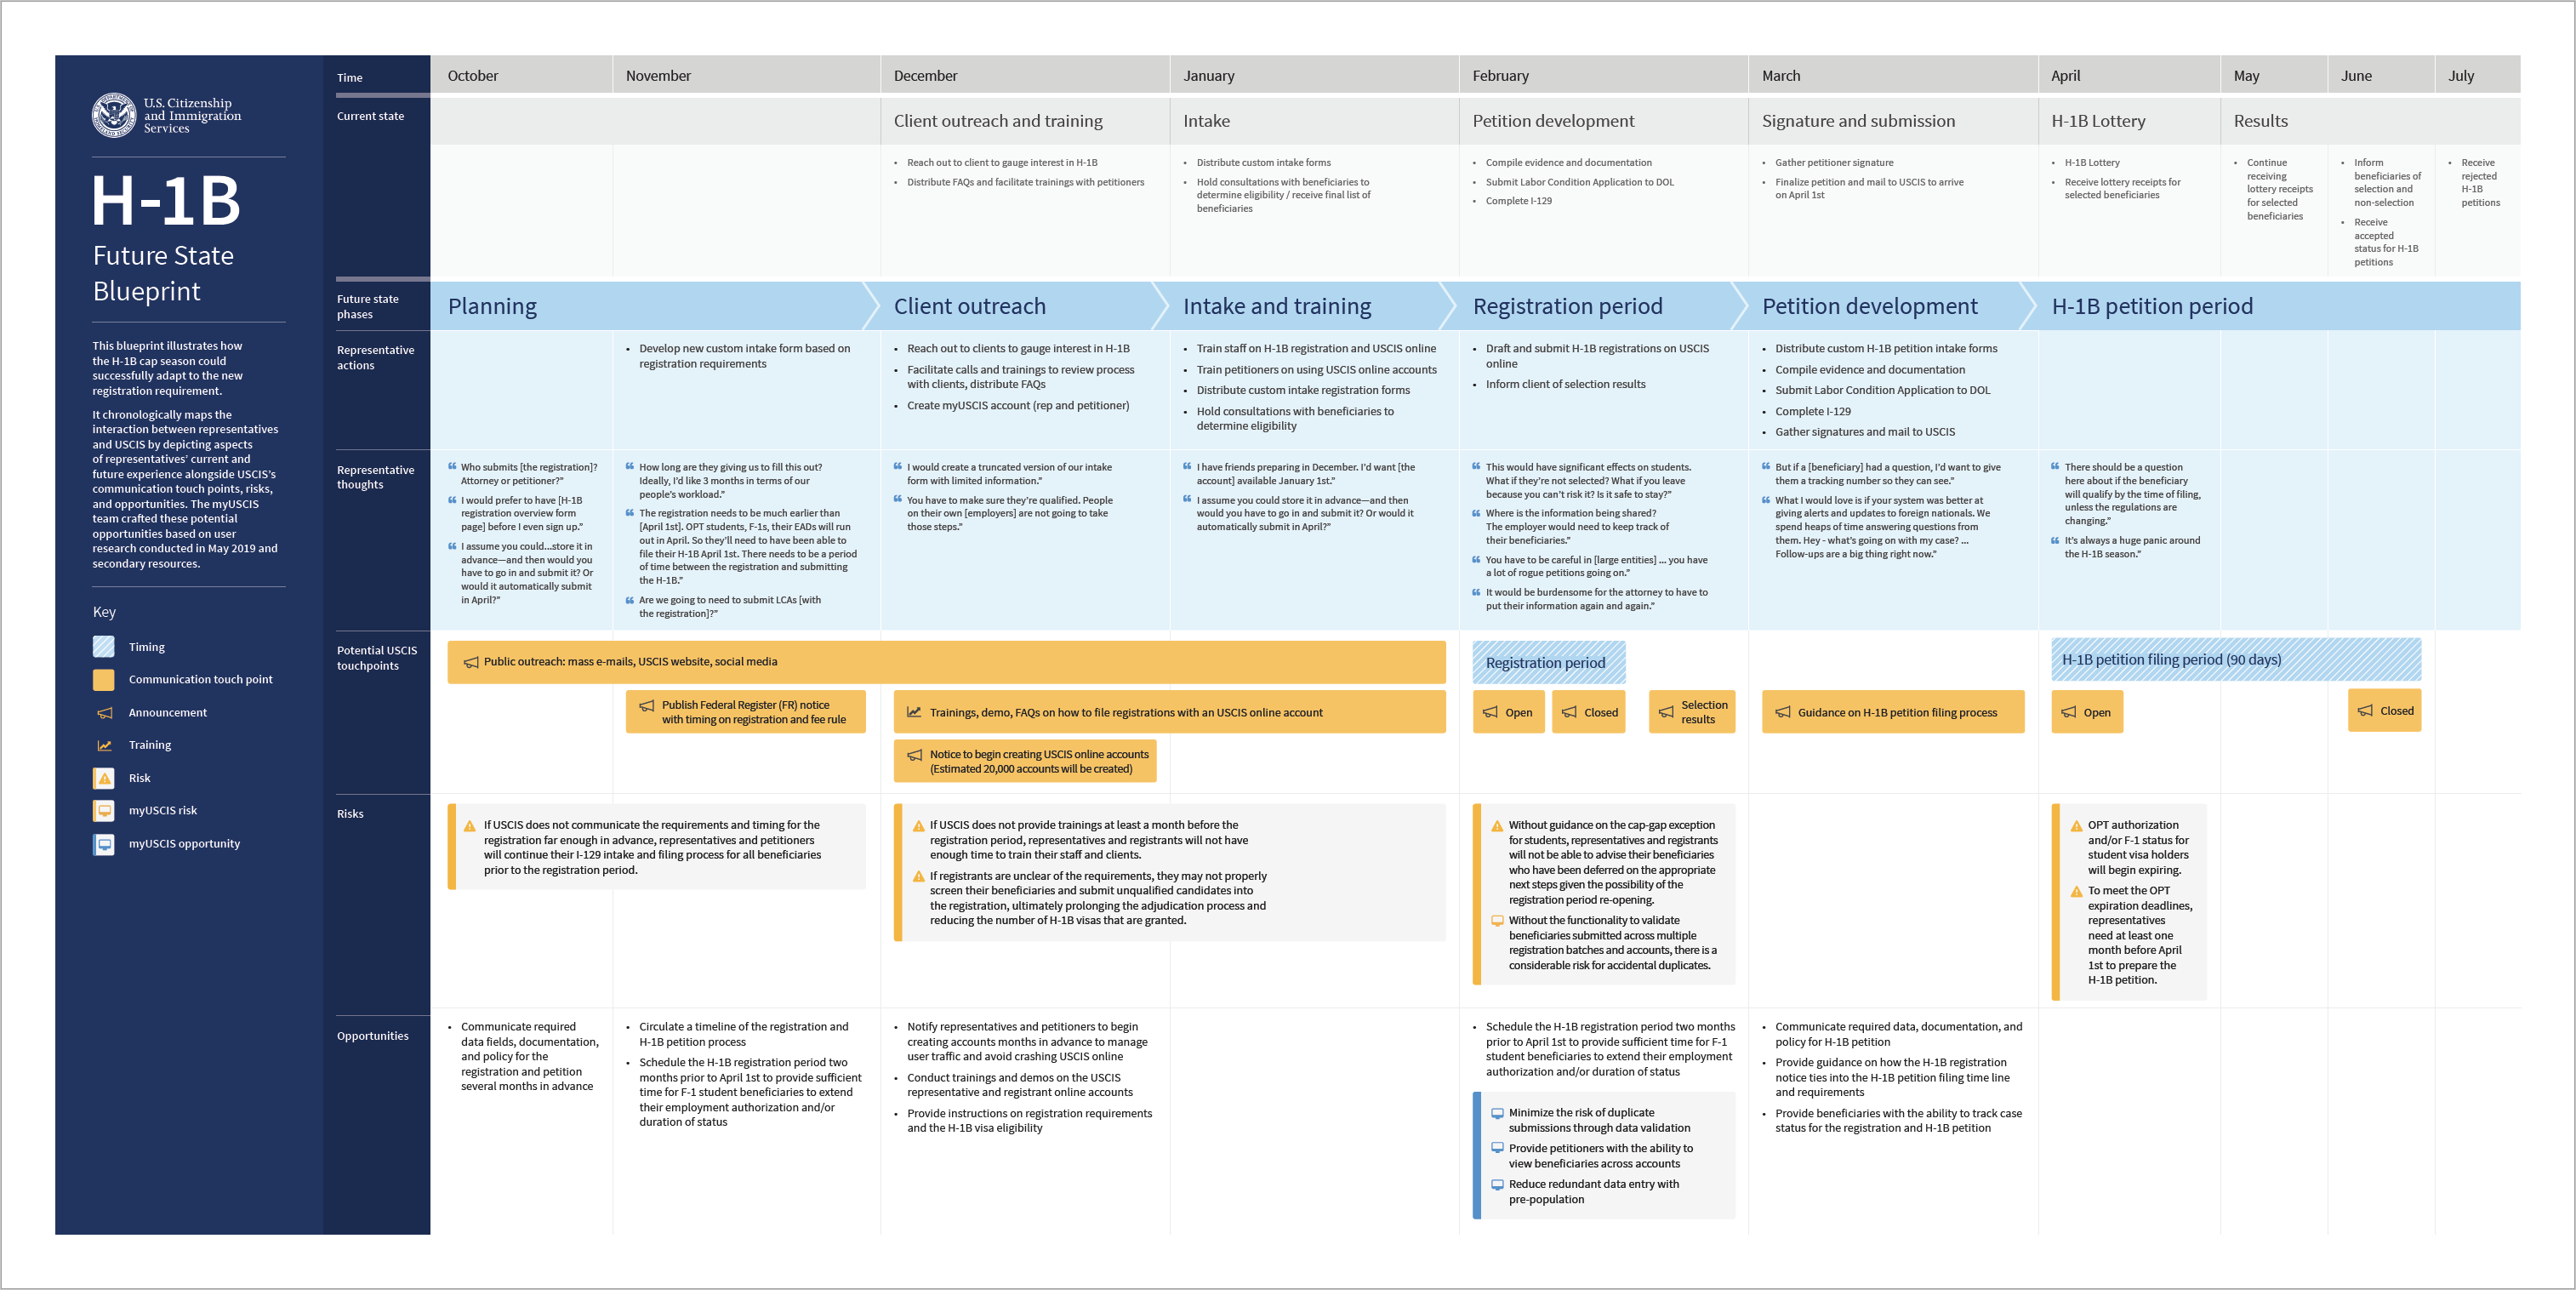 U.S. Citizenship
and Immigration
Services
H-1B
Future State
Blueprint
This blueprint illustrates how
the H-1B cap season could
successfully adapt to the new
registration requirement.
It chronologically maps the
interaction between representatives
and USCIS by depicting aspects
of representatives’ current and
future experience alongside USCIS’s
communication touch points, risks,
and opportunities. The myUSCIS
team crafted these potential
opportunities based on user
research conducted in May 2019 and
secondary resources.
Key
Timing
Communication touch point
Announcement
Training
Risk
myUSCIS risk
myUSCIS opportunity
Time
October
November
December
January
February
March
April
May
June
July
Current state
Client outreach and training
• Reach out to client to gauge interest in H-1B
• Distribute FAQs and facilitate trainings with petitioners
Intake
• Distribute custom intake forms
• Hold consultations with beneficiaries to
determine eligibility / receive final list of
beneficiaries
Petition development
• Compile evidence and documentation
• Submit Labor Condition Application to DOL
• Complete I-129
Signature and submission
• Gather petitioner signature
• Finalize petition and mail to USCIS to arrive
on April 1st
H-1B Lottery
• H-1B Lottery
• Receive lottery receipts for
selected beneficiaries
Results
• Continue
receiving
lottery receipts
for selected
beneficiaries
• Inform
beneficiaries of
selection and
non-selection
• Receive
accepted
status for H-1B
petitions
• Receive
rejected
H-1B
petitions
Future state
phases
Planning
Client outreach
Intake and training
Registration period
Petition development
H-1B petition period
Representative
actions
• Develop new custom intake form based on
registration requirements
• Reach out to clients to gauge interest in H-1B
• Facilitate calls and trainings to review process
with clients, distribute FAQs
• Create myUSCIS account (rep and petitioner)
• Train staff on H-1B registration and USCIS online
• Train petitioners on using USCIS online accounts
• Distribute custom intake registration forms
• Hold consultations with beneficiaries to
determine eligibility
• Draft and submit H-1B registrations on USCIS
online
• Inform client of selection results
• Distribute custom H-1B petition intake forms
• Compile evidence and documentation
• Submit Labor Condition Application to DOL
• Complete I-129
• Gather signatures and mail to USCIS
Representative
thoughts
“ Who submits [the registration]?
Attorney or petitioner?”
“ I would prefer to have [H-1B
registration overview form
page] before I even sign up.”
“ I assume you could...store it in
advance—and then would you
have to go in and submit it? Or
would it automatically submit
in April?”
“ How long are they giving us to fill this out?
Ideally, I’d like 3 months in terms of our
people’s workload.”
“ The registration needs to be much earlier than
[April 1st]. OPT students, F-1s, their EADs will run
out in April. So they’ll need to have been able to
file their H-1B April 1st. There needs to be a period
of time between the registration and submitting
the H-1B.”
“ Are we going to need to submit LCAs [with
the registration]?”
“ I would create a truncated version of our intake
form with limited information.”
“ You have to make sure they’re qualified. People
on their own [employers] are not going to take
those steps.”
“ I have friends preparing in December. I’d want [the
account] available January 1st.”
“ I assume you could store it in advance—and then
would you have to go in and submit it? Or would it
automatically submit in April?”
“ This would have significant effects on students.
What if they’re not selected? What if you leave
because you can’t risk it? Is it safe to stay?”
“ Where is the information being shared?
The employer would need to keep track of
their beneficiaries.”
“ You have to be careful in [large entities] ... you have
a lot of rogue petitions going on.”
“ It would be burdensome for the attorney to have to
put their information again and again.”
“ But if a [beneficiary] had a question, I’d want to give
them a tracking number so they can see.”
“ What I would love is if your system was better at
giving alerts and updates to foreign nationals. We
spend heaps of time answering questions from
them. Hey - what’s going on with my case? ...
Follow-ups are a big thing right now.”
“ There should be a question
here about if the beneficiary
will qualify by the time of filing,
unless the regulations are
changing.”
“ It’s always a huge panic around
the H-1B season.”
Potential USCIS
touchpoints
Public outreach: mass e-mails, USCIS website, social media
Publish Federal Register (FR) notice
with timing on registration and fee rule
Trainings, demo, FAQs on how to file registrations with an USCIS online account
Notice to begin creating USCIS online accounts
(Estimated 20,000 accounts will be created)
Registration period
Open
Closed
Selection
results
Guidance on H-1B petition filing process
H-1B petition filing period (90 days)
Open
Closed
Risks
If USCIS does not communicate the requirements and timing for the
registration far enough in advance, representatives and petitioners
will continue their I-129 intake and filing process for all beneficiaries
prior to the registration period.
If USCIS does not provide trainings at least a month before the
registration period, representatives and registrants will not have
enough time to train their staff and clients.
If registrants are unclear of the requirements, they may not properly
screen their beneficiaries and submit unqualified candidates into
the registration, ultimately prolonging the adjudication process and
reducing the number of H-1B visas that are granted.
Without guidance on the cap-gap exception
for students, representatives and registrants
will not be able to advise their beneficiaries
who have been deferred on the appropriate
next steps given the possibility of the
registration period re-opening.
Without the functionality to validate
beneficiaries submitted across multiple
registration batches and accounts, there is a
considerable risk for accidental duplicates.
OPT authorization
and/or F-1 status for
student visa holders
will begin expiring.
To meet the OPT
expiration deadlines,
representatives
need at least one
month before April
1st to prepare the
H-1B petition.
Opportunities
• Communicate required
data fields, documentation,
and policy for the
registration and petition
several months in advance
• Circulate a timeline of the registration and
H-1B petition process
• Schedule the H-1B registration period two
months prior to April 1st to provide sufficient
time for F-1 student beneficiaries to extend
their employment authorization and/or
duration of status
• Notify representatives and petitioners to begin
creating accounts months in advance to manage
user traffic and avoid crashing USCIS online
• Conduct trainings and demos on the USCIS
representative and registrant online accounts
• Provide instructions on registration requirements
and the H-1B visa eligibility
• Schedule the H-1B registration period two months
prior to April 1st to provide sufficient time for F-1
student beneficiaries to extend their employment
authorization and/or duration of status
Minimize the risk of duplicate
submissions through data validation
Provide petitioners with the ability to
view beneficiaries across accounts
Reduce redundant data entry with
pre-population
• Communicate required data, documentation, and
policy for H-1B petition
• Provide guidance on how the H-1B registration
notice ties into the H-1B petition filing time line
and requirements
• Provide beneficiaries with the ability to track case
status for the registration and H-1B petition